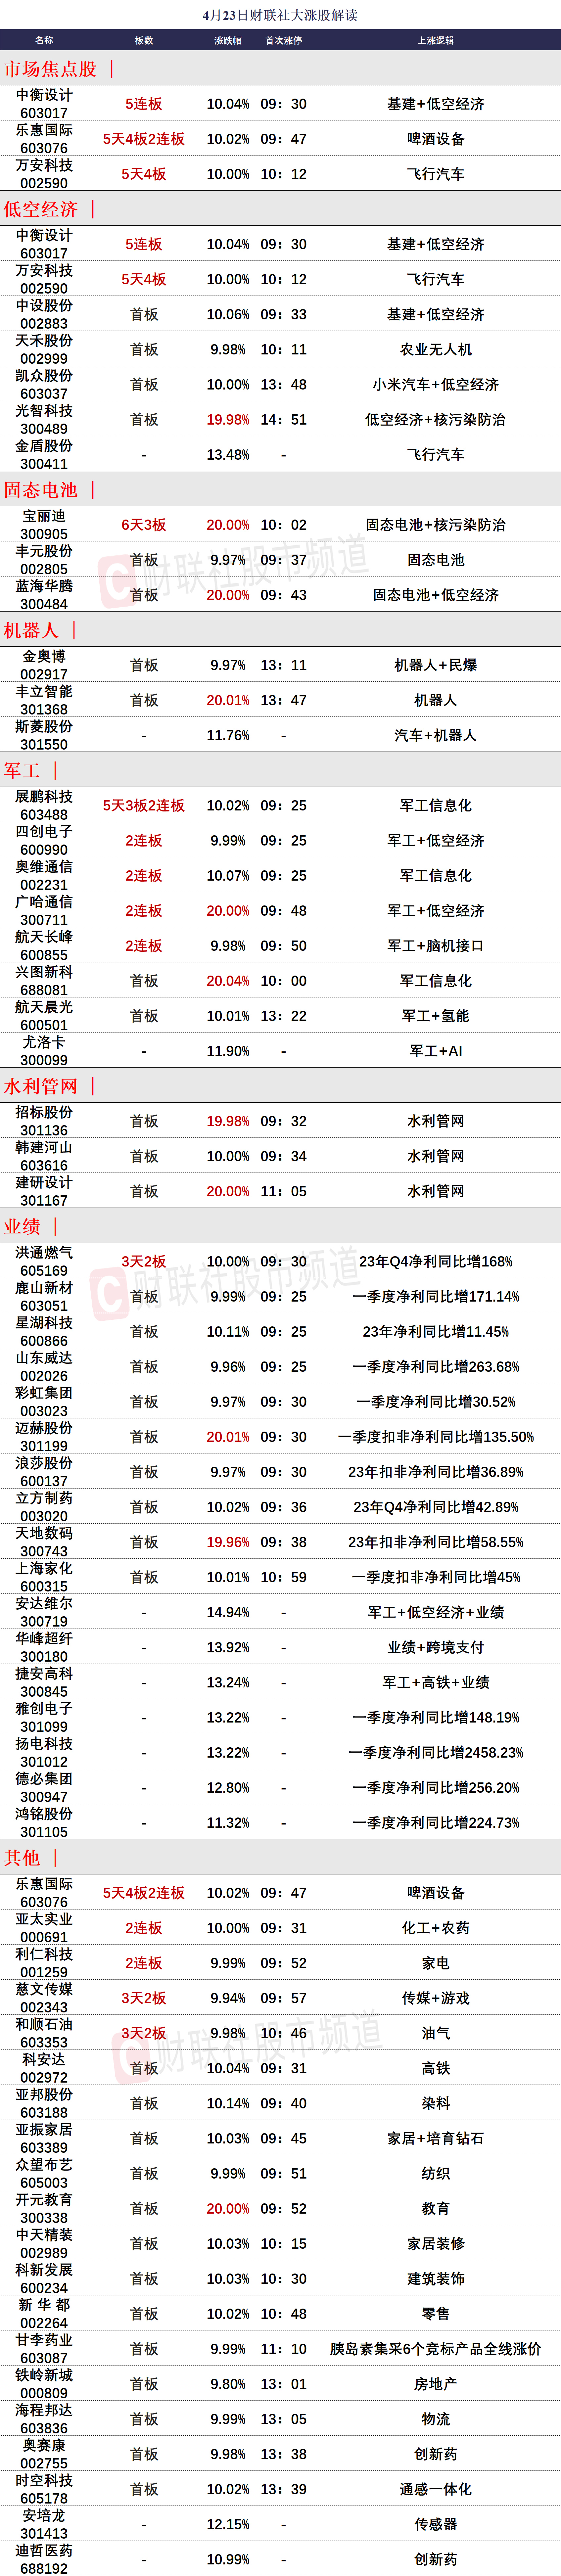 4月23日财联社大涨股解读
名称 板数 涨跌幅 首次涨停 上涨逻辑
市场焦点股 |
中衡设计 603017 5连板 10.04% 09：30 基建+低空经济
乐惠国际 603076 5天4板2连板 10.02% 09：47 啤酒设备
万安科技 002590 5天4板 10.00% 10：12 飞行汽车
低空经济 |
中衡设计 603017 5连板 10.04% 09：30 基建+低空经济
万安科技 002590 5天4板 10.00% 10：12 飞行汽车
中设股份 002883 首板 10.06% 09：33 基建+低空经济
天禾股份 002999 首板 9.98% 10：11 农业无人机
凯众股份 603037 首板 10.00% 13：48 小米汽车+低空经济
光智科技 300489 首板 19.98% 14：51 低空经济+核污染防治
金盾股份 300411 - 13.48% - 飞行汽车
固态电池 |
宝丽迪 300905 6天3板 20.00% 10：02 固态电池+核污染防治
丰元股份 002805 首板 9.97% 09：37 固态电池
蓝海华腾 300484 首板 20.00% 09：43 固态电池+低空经济
财联社股市频道
机器人 |
金奥博 002917 首板 9.97% 13：11 机器人+民爆
丰立智能 301368 首板 20.01% 13：47 机器人
斯菱股份 301550 - 11.76% - 汽车+机器人
军工 |
展鹏科技 603488 5天3板2连板 10.02% 09：25 军工信息化
四创电子 600990 2连板 9.99% 09：25 军工+低空经济
奥维通信 002231 2连板 10.07% 09：25 军工信息化
广哈通信 300711 2连板 20.00% 09：48 军工+低空经济
航天长峰 600855 2连板 9.98% 09：50 军工+脑机接口
兴图新科 688081 首板 20.04% 10：00 军工信息化
航天晨光 600501 首板 10.01% 13：22 军工+氢能
尤洛卡 300099 - 11.90% - 军工+AI
水利管网 |
招标股份 301136 首板 19.98% 09：32 水利管网
韩建河山 603616 首板 10.00% 09：34 水利管网
建研设计 301167 首板 20.00% 11：05 水利管网
业绩 |
洪通燃气 605169 3天2板 10.00% 09：30 23年Q4净利同比增168%
鹿山新材 603051 首板 9.99% 09：25 一季度净利同比增171.14%
财联社股市频道
星湖科技 600866 首板 10.11% 09：25 23年净利同比增11.45%
山东威达 002026 首板 9.96% 09：25 一季度净利同比增263.68%
彩虹集团 003023 首板 9.97% 09：30 一季度净利同比增30.52%
迈赫股份 301199 首板 20.01% 09：30 一季度扣非净利同比增135.50%
浪莎股份 600137 首板 9.97% 09：30 23年扣非净利同比增36.89%
立方制药 003020 首板 10.02% 09：36 23年Q4净利同比增42.89%
天地数码 300743 首板 19.96% 09：38 23年扣非净利同比增58.55%
上海家化 600315 首板 10.01% 10：59 一季度扣非净利同比增45%
安达维尔 300719 - 14.94% - 军工+低空经济+业绩
华峰超纤 300180 - 13.92% - 业绩+跨境支付
捷安高科 300845 - 13.24% - 军工+高铁+业绩
雅创电子 301099 - 13.22% - 一季度净利同比增148.19%
扬电科技 301012 - 13.22% - 一季度净利同比增2458.23%
德必集团 300947 - 12.80% - 一季度净利同比增256.20%
鸿铭股份 301105 - 11.32% - 一季度净利同比增224.73%
其他 |
乐惠国际 603076 5天4板2连板 10.02% 09：47 啤酒设备
亚太实业 000691 2连板 10.00% 09：31 化工+农药
利仁科技 001259 2连板 9.99% 09：52 家电
慈文传媒 002343 3天2板 9.94% 09：57 传媒+游戏
和顺石油 603353 3天2板 9.98% 10：46 油气
财联社股市频道
科安达 002972 首板 10.04% 09：31 高铁
亚邦股份 603188 首板 10.14% 09：40 染料
亚振家居 603389 首板 10.03% 09：45 家居+培育钻石
众望布艺 605003 首板 9.99% 09：51 纺织
开元教育 300338 首板 20.00% 09：52 教育
中天精装 002989 首板 10.03% 10：15 家居装修
科新发展 600234 首板 10.03% 10：30 建筑装饰
新 华 都 002264 首板 10.02% 10：48 零售
甘李药业 603087 首板 9.99% 11：10 胰岛素集采6个竞标产品全线涨价
铁岭新城 000809 首板 9.80% 13：01 房地产
海程邦达 603836 首板 9.99% 13：05 物流
奥赛康 002755 首板 9.98% 13：38 创新药
时空科技 605178 首板 10.02% 13：39 通感一体化
安培龙 301413 - 12.15% - 传感器
迪哲医药 688192 - 10.99% - 创新药